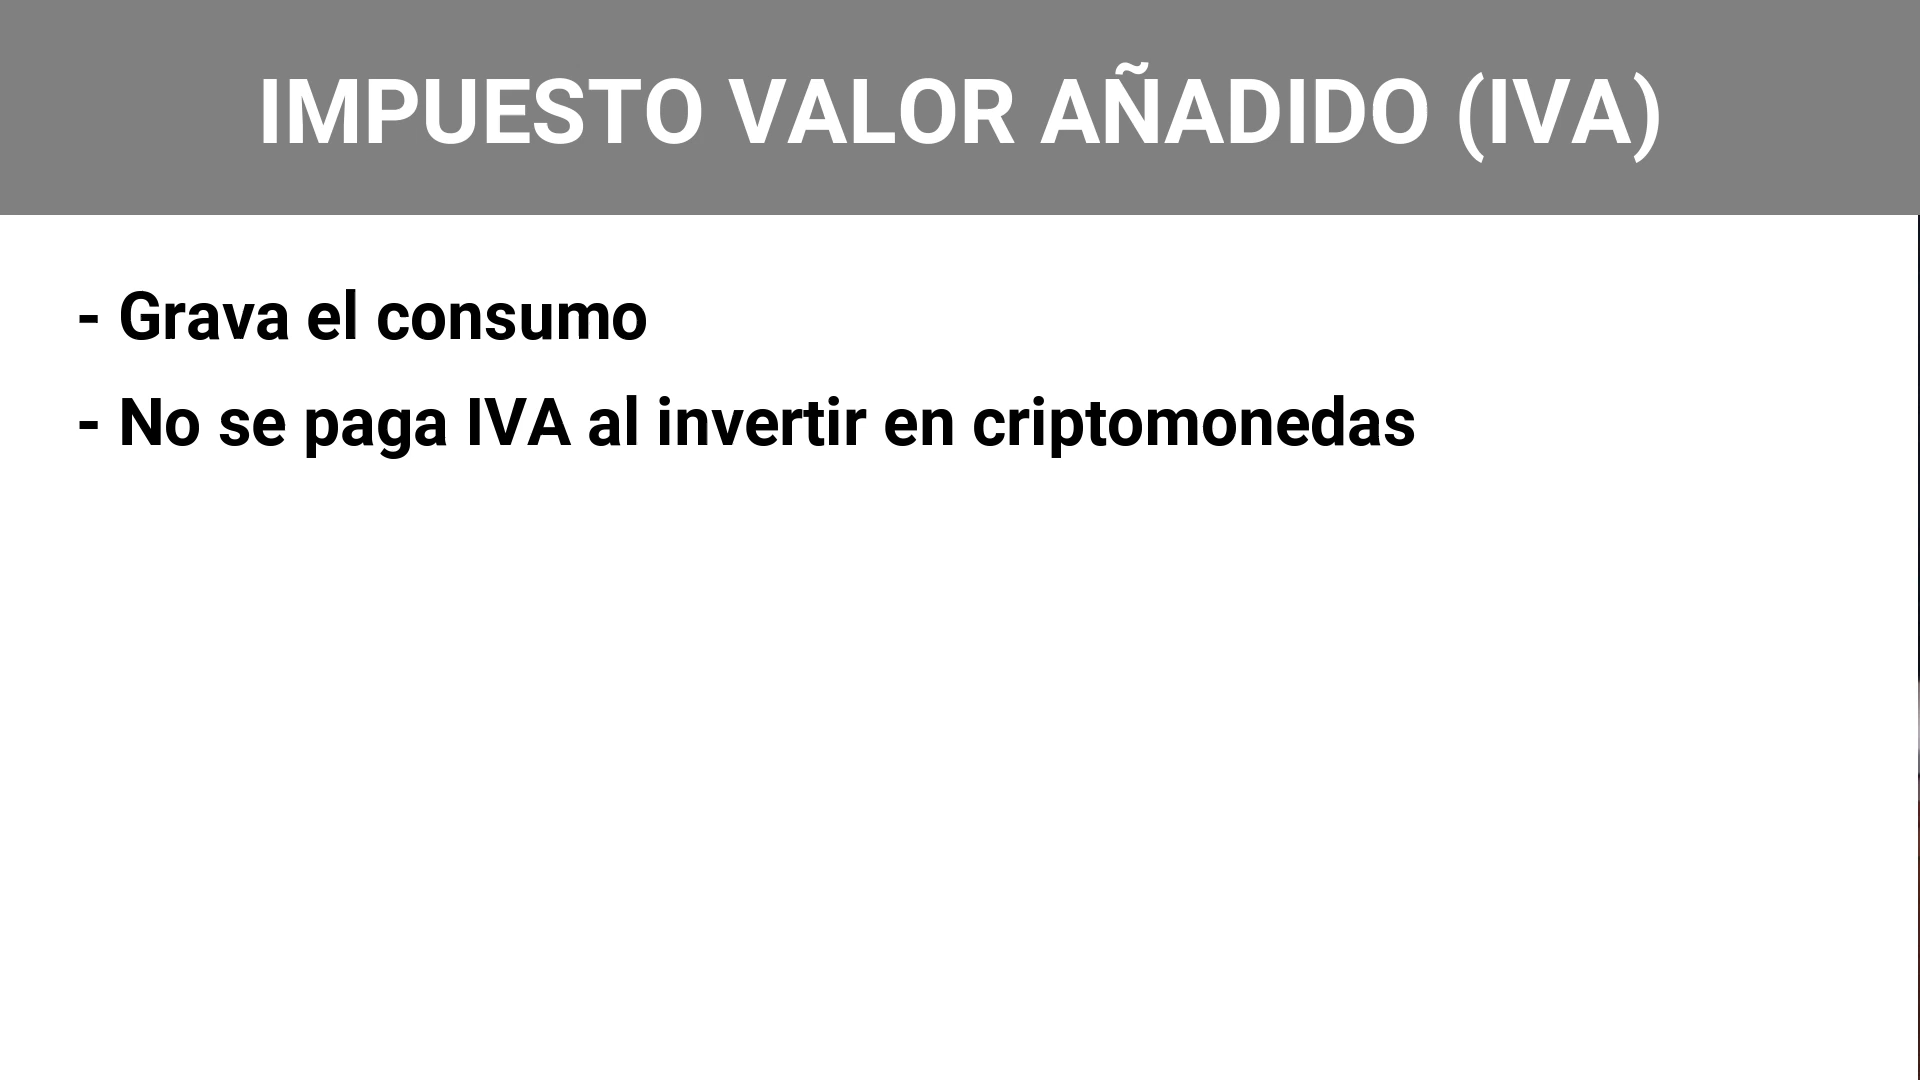 IMPUESTO VALOR AÑADIDO (IVA)
- Grava el consumo
- No se paga IVA al invertir en criptomonedas